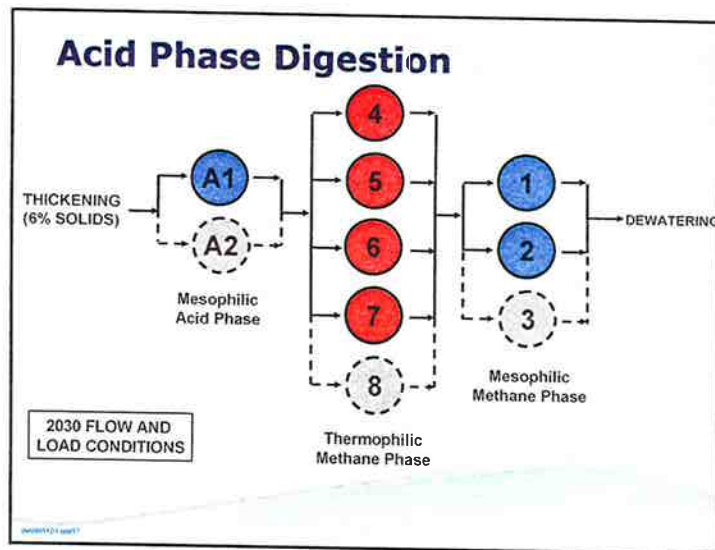 Acid Phase Digestion
THICKENING
(6% SOLIDS)
A1
A2
Mesophilic
Acid Phase
4
5
6
7
8
Thermophilic
Methane Phase
1
2
3
Mesophilic
Methane Phase
DEWATERING
2030 FLOW AND
LOAD CONDITIONS